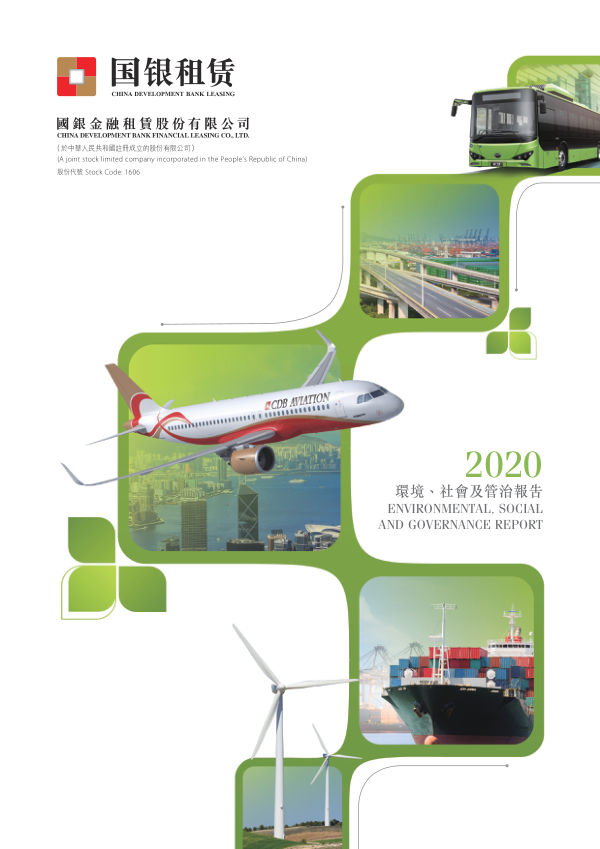 国银租赁
CHINA DEVELOPMENT BANK LEASING
國銀金融租賃股份有限公司
CHINA DEVELOPMENT BANK FINANCIAL LEASING CO., LTD.
(於中華人民共和國註冊成立的股份有限公司)
(A joint stock limited company incorporated in the People's Republic of China)
股份代號 Stock Code: 1606
CDB AVIATION
2020
環境、社會及管治報告
ENVIRONMENTAL, SOCIAL
AND GOVERNANCE REPORT